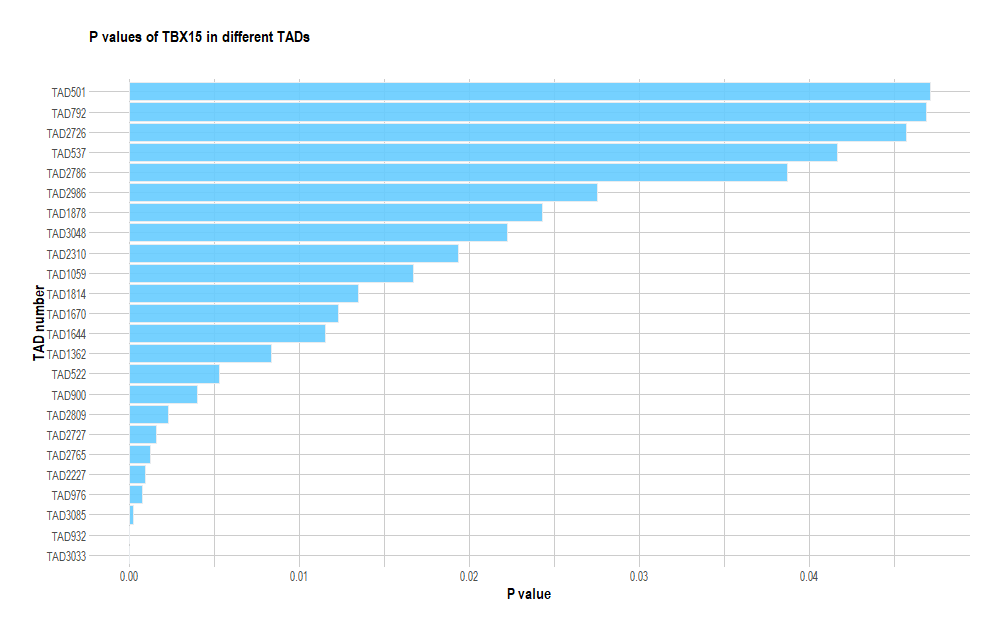 P values of TBX15 in different TADs
TAD501
TAD792
TAD2726
TAD537
TAD2786
TAD2986
TAD1878
TAD3048
TAD2310
TAD1059
TAD1814
TAD1670
TAD1644
TAD1362
TAD522
TAD900
TAD2809
TAD2727
TAD2765
TAD2227
TAD976
TAD3085
TAD932
TAD3033
TAD number
0.00 0.01 0.02 0.03 0.04
P value